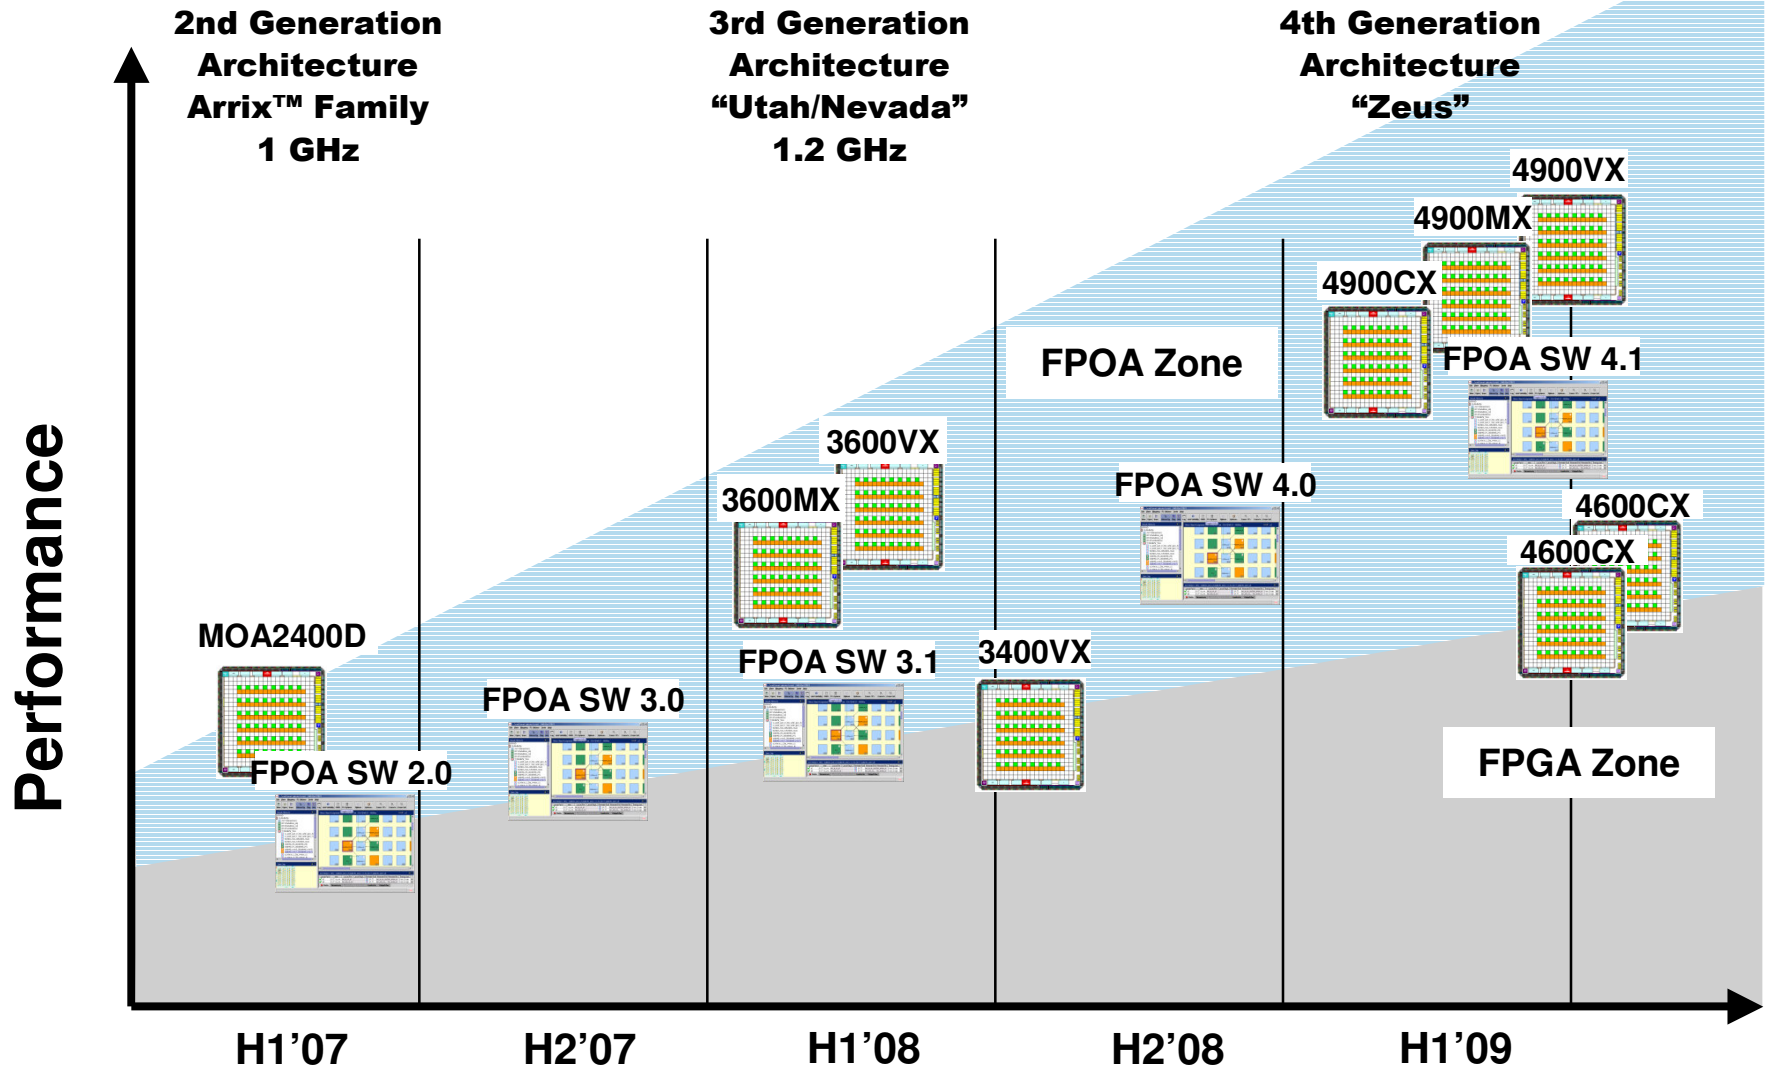 2nd Generation
Architecture
Arrix™ Family
1 GHz
3rd Generation
Architecture
“Utah/Nevada”
1.2 GHz
4th Generation
Architecture
“Zeus”
4900VX
4900MX
4900CX
FPOA Zone
FPOA SW 4.1
3600VX
3600MX
FPOA SW 4.0
4600CX
4600CX
MOA2400D
FPOA SW 3.1
3400VX
FPOA SW 3.0
FPOA SW 2.0
FPGA Zone
Performance
H1’07
H2’07
H1’08
H2’08
H1’09